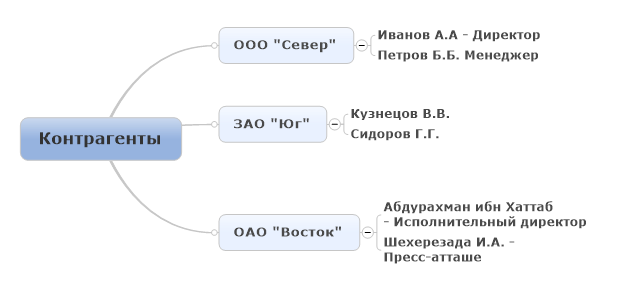 Контрагенты
ООО "Север"
Иванов А.А - Директор
Петров Б.Б. Менеджер
ЗАО "Юг"
Кузнецов В.В.
Сидоров Г.Г.
ОАО "Восток"
Абдурахман ибн Хаттаб
- Исполнительный директор
Шехерезада И.А. -
Пресс-атташе